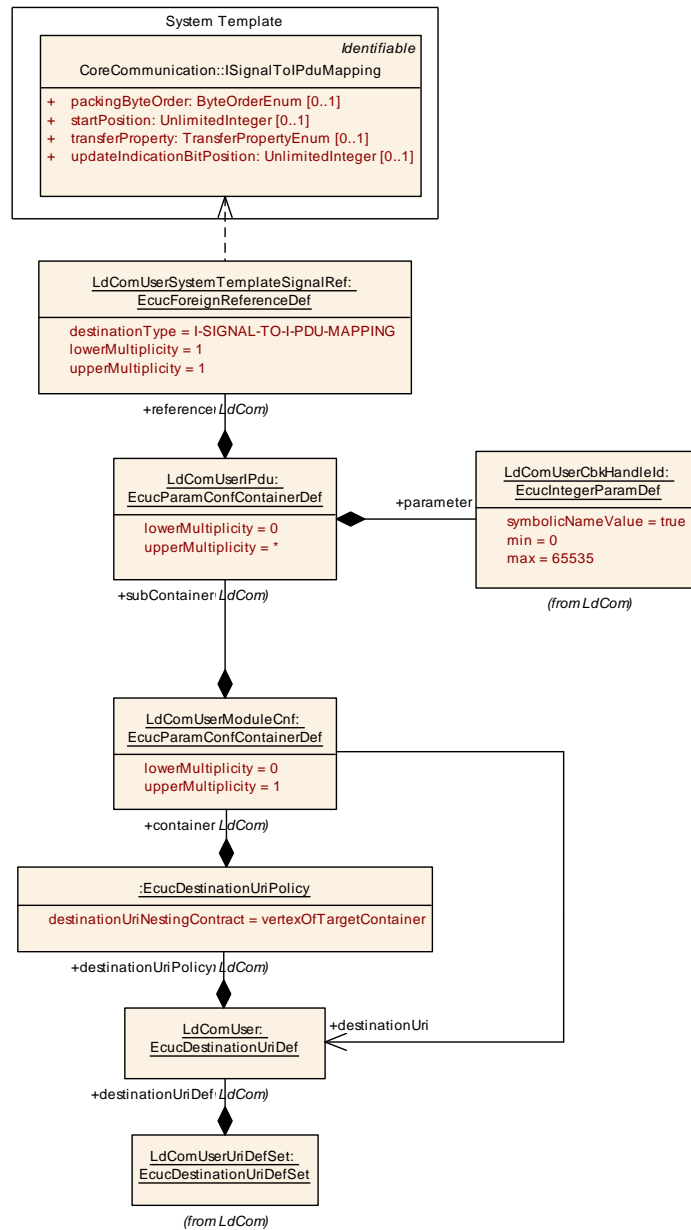 System Template
Identifiable
CoreCommunication::ISignalToIPduMapping
+ packingByteOrder: ByteOrderEnum [0..1]
+ startPosition: UnlimitedInteger [0..1]
+ transferProperty: TransferPropertyEnum [0..1]
+ updateIndicationBitPosition: UnlimitedInteger [0..1]
LdComUserSystemTemplateSignalRef:
EcucForeignReferenceDef
destinationType = I-SIGNAL-TO-I-PDU-MAPPING
lowerMultiplicity = 1
upperMultiplicity = 1
+reference LdCom)
LdComUserIPdu:
EcucParamConfContainerDef
lowerMultiplicity = 0
upperMultiplicity = *
+parameter
LdComUserCbkHandleId:
EcucIntegerParamDef
symbolicNameValue = true
min = 0
max = 65535
(from LdCom)
+subContainer LdCom)
LdComUserModuleCnf:
EcucParamConfContainerDef
lowerMultiplicity = 0
upperMultiplicity = 1
+container LdCom)
:EcucDestinationUriPolicy
destinationUriNestingContract = vertexOfTargetContainer
+destinationUriPolicy LdCom)
LdComUser:
EcucDestinationUriDef
+destinationUri
+destinationUriDef LdCom)
LdComUserUriDefSet:
EcucDestinationUriDefSet
(from LdCom)